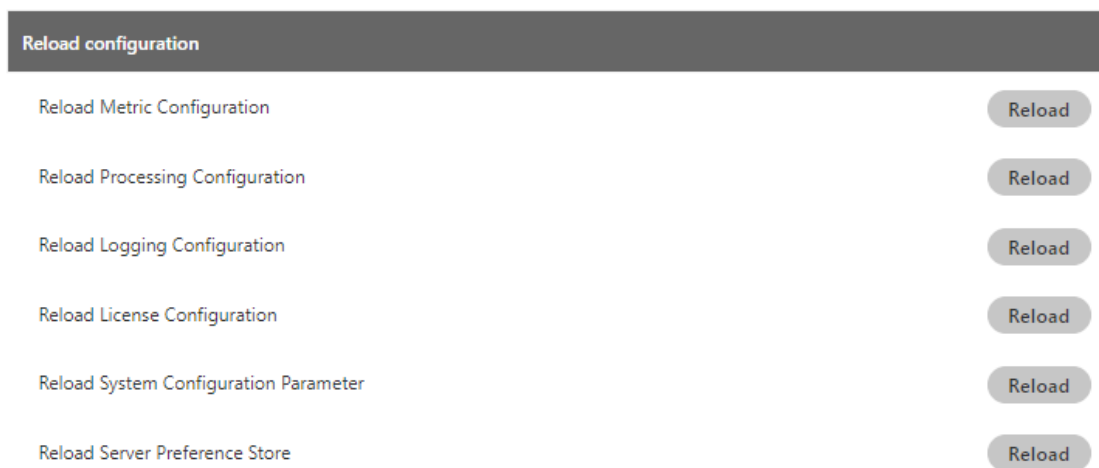 Reload configuration
Reload Metric Configuration Reload
Reload Processing Configuration Reload
Reload Logging Configuration Reload
Reload License Configuration Reload
Reload System Configuration Parameter Reload
Reload Server Preference Store Reload